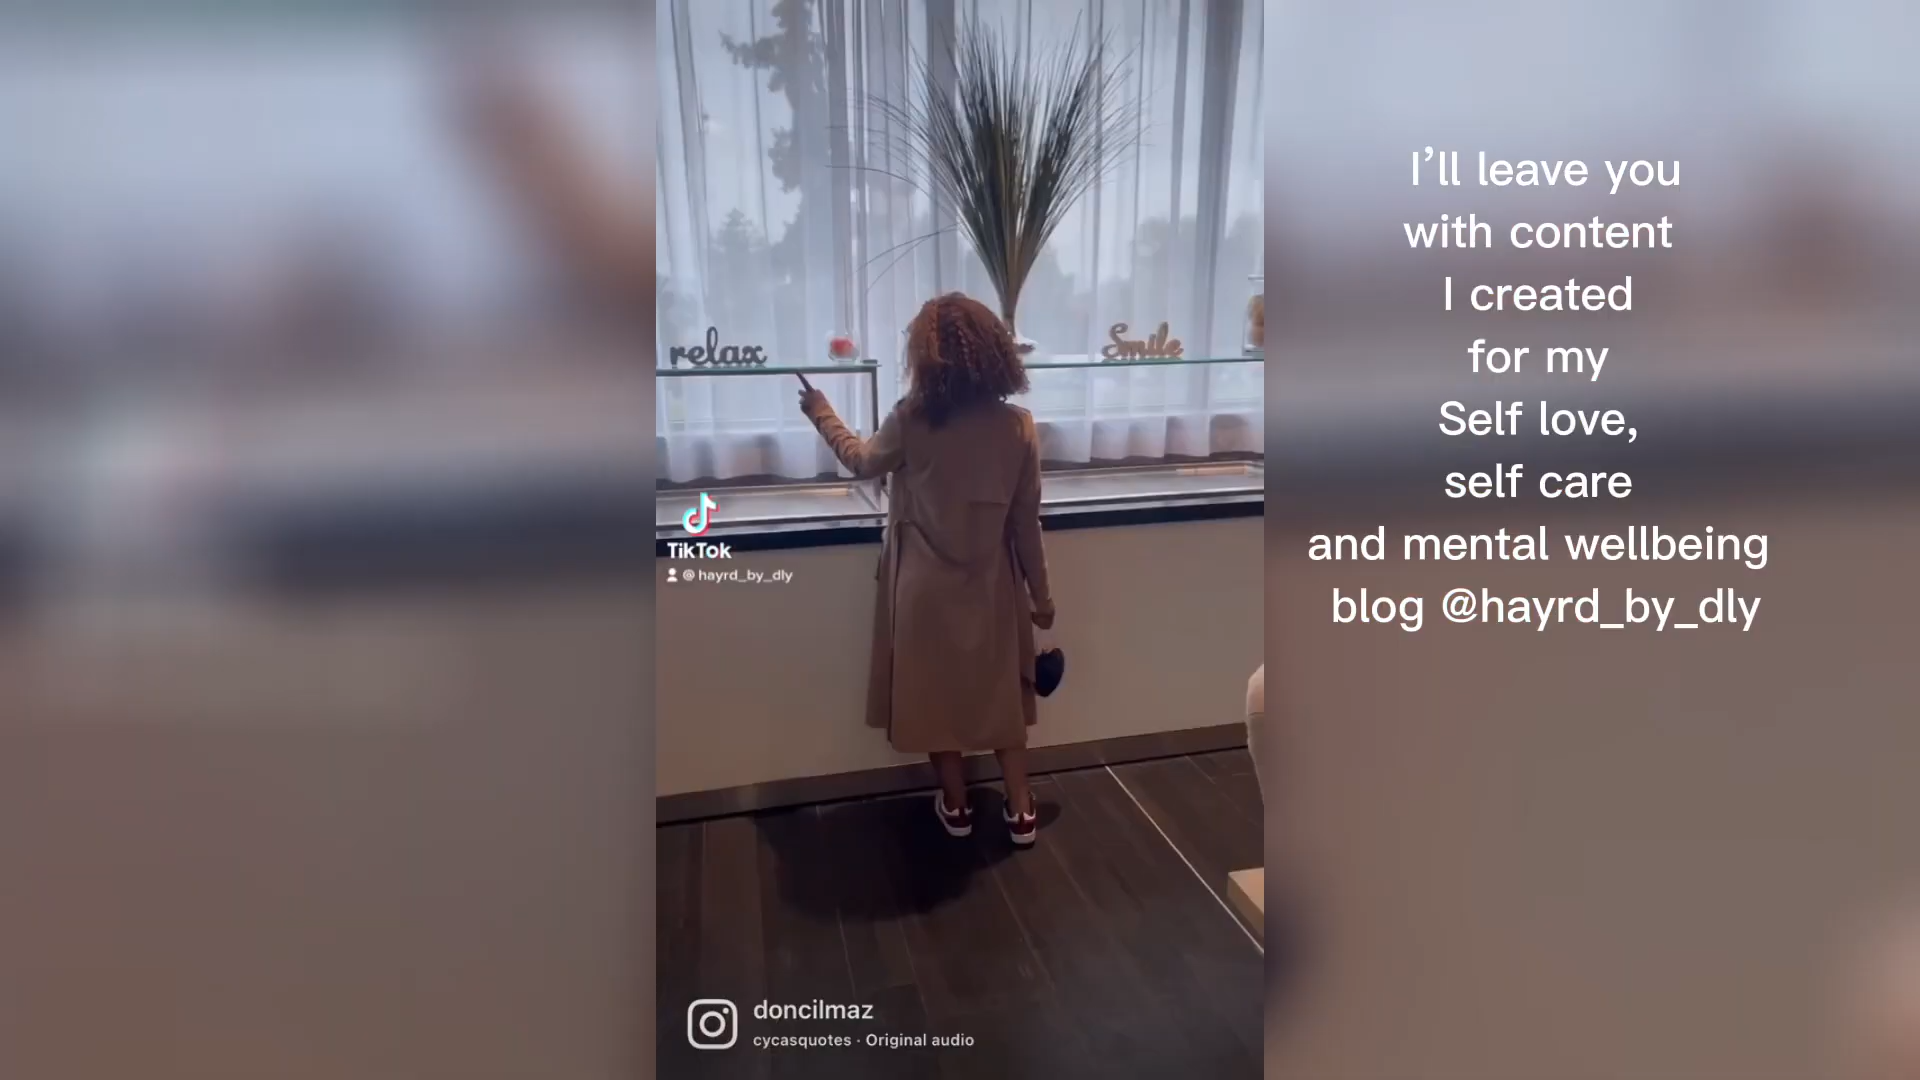 relax
Smile
TikTok
@hayrd_by_dly
doncilmaz
cycasquotes · Original audio
I’ll leave you
with content
I created
for my
Self love,
self care
and mental wellbeing
blog @hayrd_by_dly